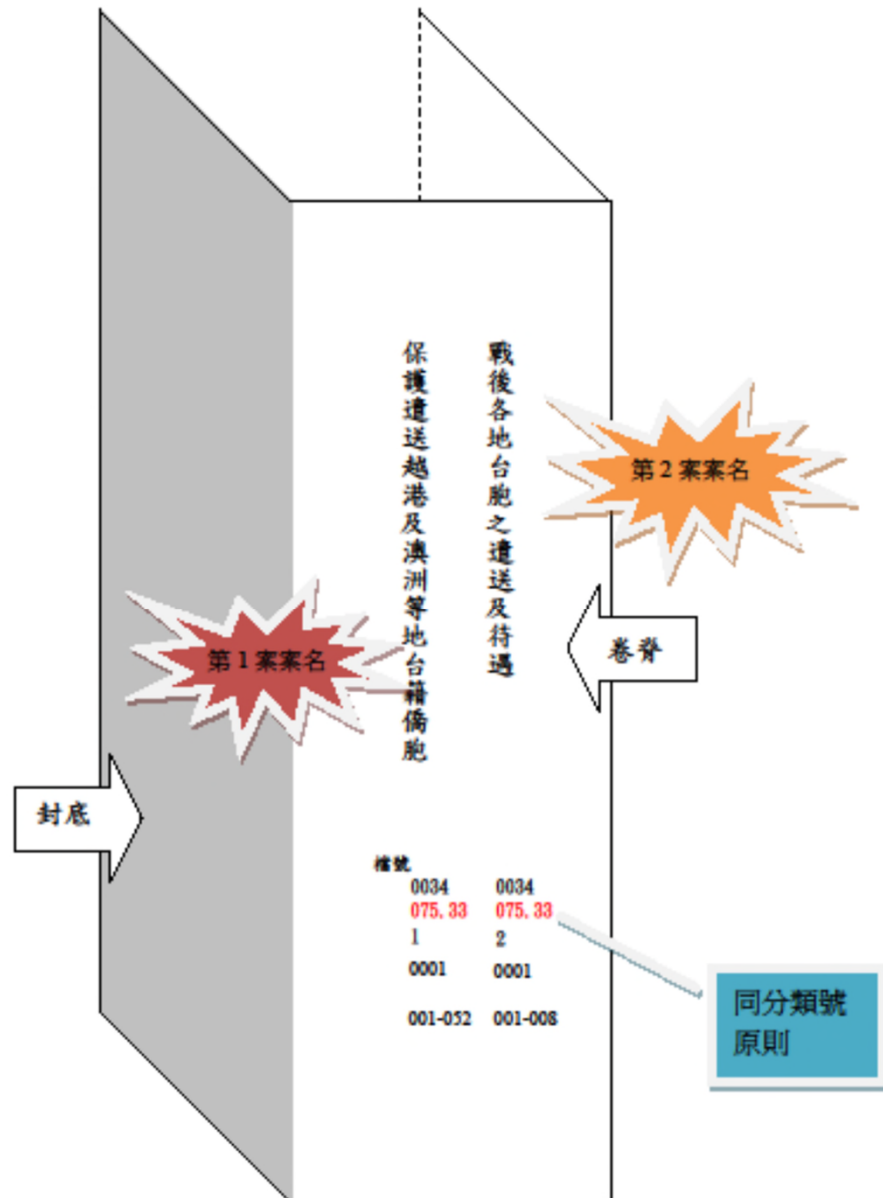 保護遣送越港及澳洲等地台籍僑胞
戰後各地台胞之遣送及待遇
第 2 案案名
卷脊
第 1 案案名
封底
檔號
0034 0034
075.33 075.33
1 2
0001 0001
001-052 001-008
同分類號
原則